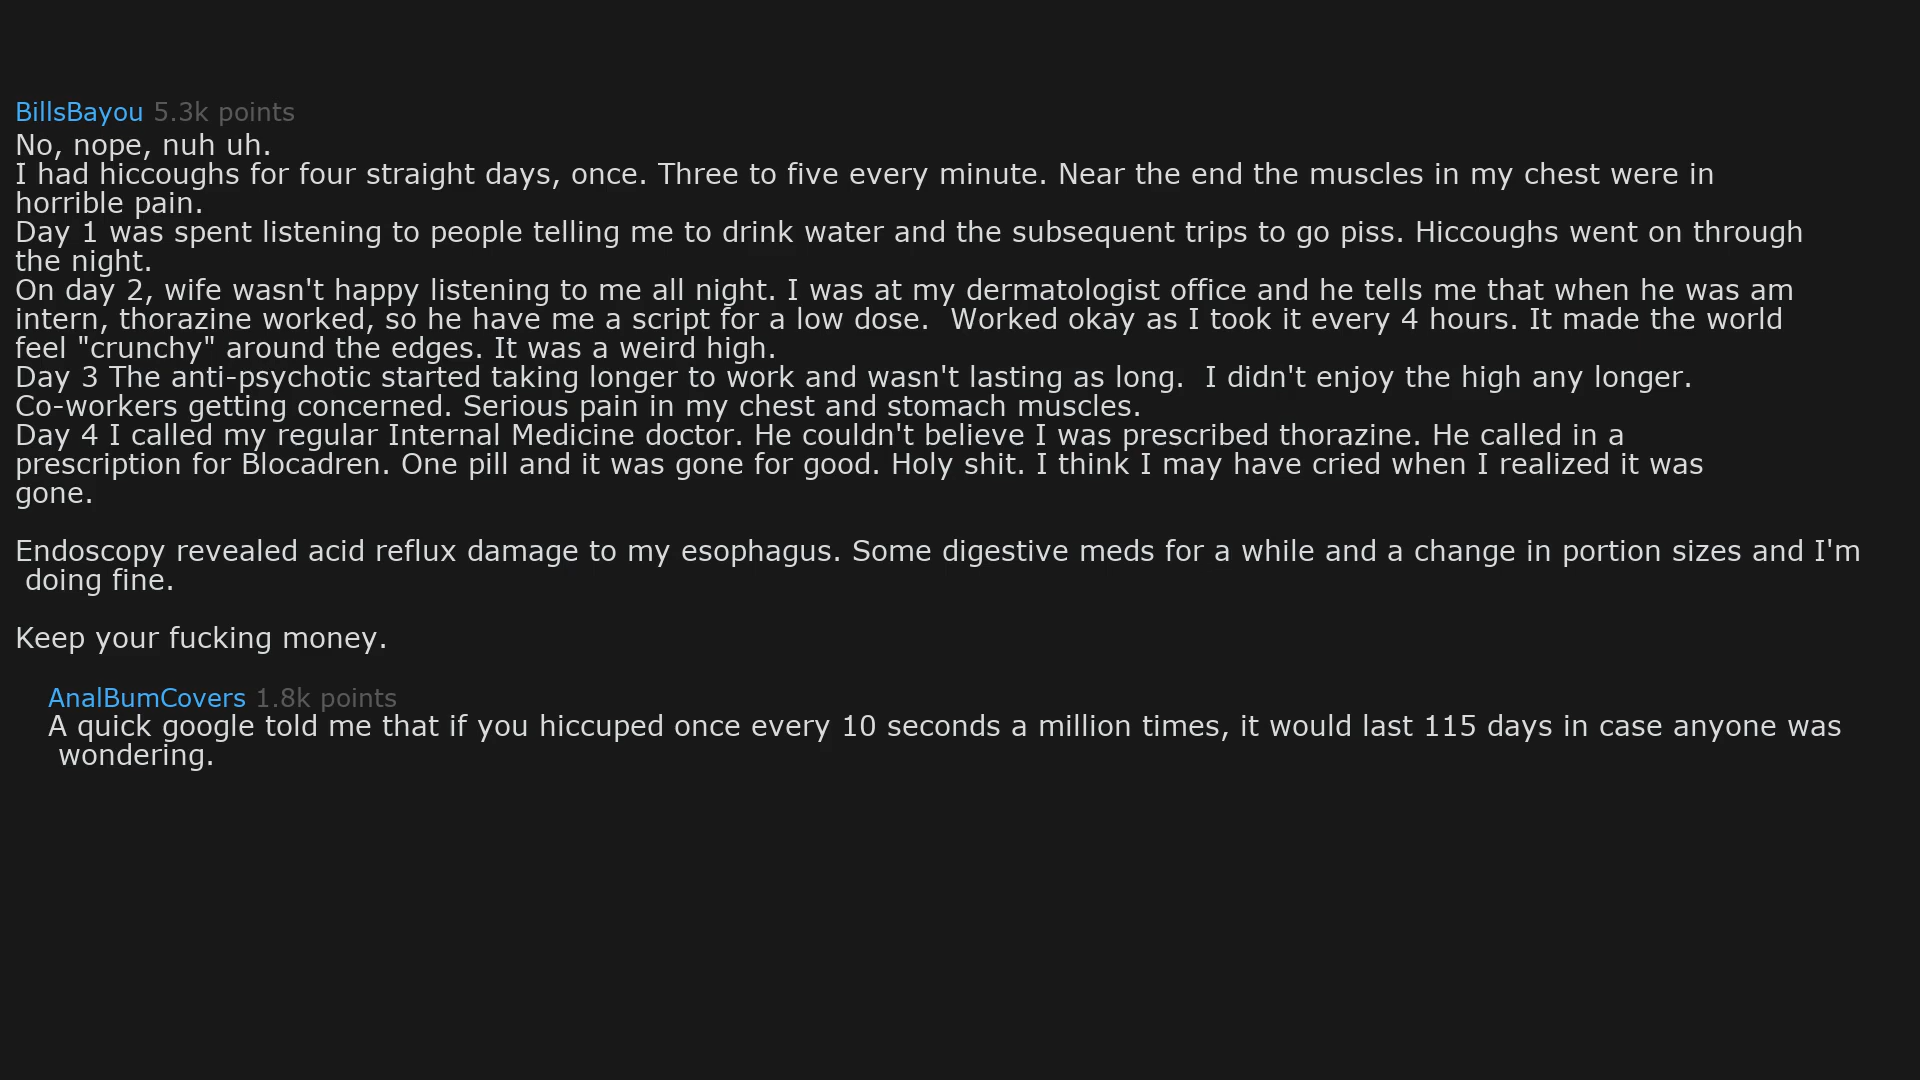 BillsBayou 5.3k points
No, nope, nuh uh.
I had hiccoughs for four straight days, once. Three to five every minute. Near the end the muscles in my chest were in
horrible pain.
Day 1 was spent listening to people telling me to drink water and the subsequent trips to go piss. Hiccoughs went on through
the night.
On day 2, wife wasn't happy listening to me all night. I was at my dermatologist office and he tells me that when he was am
intern, thorazine worked, so he have me a script for a low dose.  Worked okay as I took it every 4 hours. It made the world
feel "crunchy" around the edges. It was a weird high.
Day 3 The anti-psychotic started taking longer to work and wasn't lasting as long.  I didn't enjoy the high any longer.
Co-workers getting concerned. Serious pain in my chest and stomach muscles.
Day 4 I called my regular Internal Medicine doctor. He couldn't believe I was prescribed thorazine. He called in a
prescription for Blocadren. One pill and it was gone for good. Holy shit. I think I may have cried when I realized it was
gone.
Endoscopy revealed acid reflux damage to my esophagus. Some digestive meds for a while and a change in portion sizes and I'm
doing fine.
Keep your fucking money.
AnalBumCovers 1.8k points
A quick google told me that if you hiccuped once every 10 seconds a million times, it would last 115 days in case anyone was
wondering.